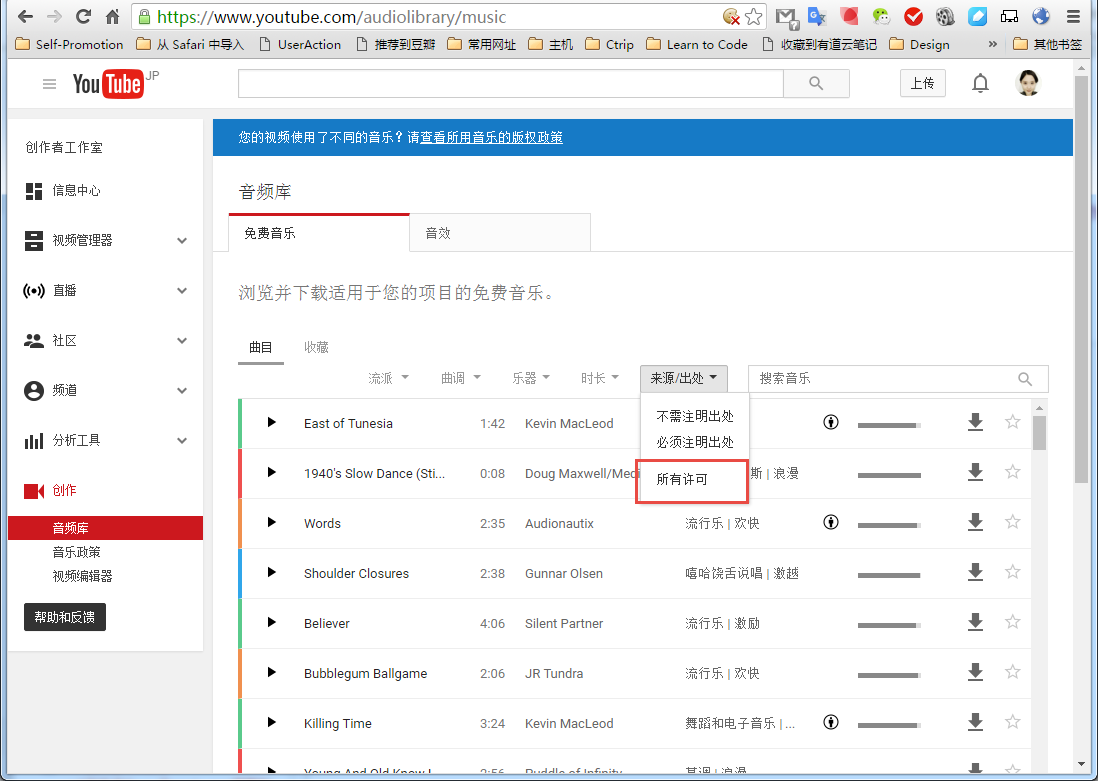 https://www.youtube.com/audiolibrary/music
Self-Promotion 从 Safari 中导入 UserAction 推荐到豆瓣 常用网址 主机 Ctrip Learn to Code 收藏到有道云笔记 Design » 其他书签
YouTube JP 上传
创作者工作室
信息中心
视频管理器
直播
社区
频道
分析工具
创作
音频库
音乐政策
视频编辑器
帮助和反馈
您的视频使用了不同的音乐？请查看所用音乐的版权政策
音频库
免费音乐 音效
浏览并下载适用于您的项目的免费音乐。
曲目 收藏
流派 曲调 乐器 时长 来源/出处 搜索音乐
不需注明出处
必须注明出处
所有许可
East of Tunesia 1:42 Kevin MacLeod
1940's Slow Dance (Sti... 0:08 Doug Maxwell/Medi 斯 | 浪漫
Words 2:35 Audionautix 流行乐 | 欢快
Shoulder Closures 2:38 Gunnar Olsen 嘻哈饶舌说唱 | 激越
Believer 4:06 Silent Partner 流行乐 | 激励
Bubblegum Ballgame 2:06 JR Tundra 流行乐 | 欢快
Killing Time 3:24 Kevin MacLeod 舞蹈和电子音乐 | ...
Young And Old Know L 2:56 Puddle of Infinity